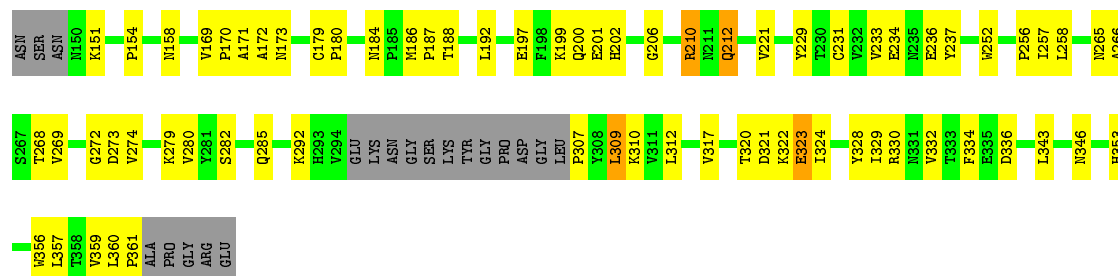 ASN SER ASN N150 K151 P154 N158 V169 P170 A171 A172 N173 C179 P180 N184 P185 M186 P187 T188 L192 E197 F198 K199 Q200 E201 H202 G206 R210 N211 Q212 V221 Y229 T230 C231 V232 V233 E234 N235 E236 Y237 W252 P256 I257 L258 N265 A266
S267 T268 V269 G272 D273 V274 K279 V280 Y281 S282 Q285 K292 H293 V294 GLU LYS ASN GLY SER LYS TYR GLY PRO ASP GLY LEU P307 Y308 L309 K310 V311 L312 V317 T320 D321 K322 E323 I324 Y328 I329 R330 N331 V332 T333 F334 E335 D336 L343 N346
W356 L357 T358 V359 L360 P361 ALA PRO GLY ARG GLU